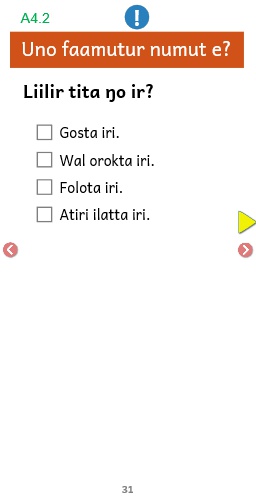 A4.2
!
Uno faamutur numut e?
Liilir tita ŋo ir?
Gosta iri.
Wal orokta iri.
Folota iri.
Atiri ilatta iri.
31